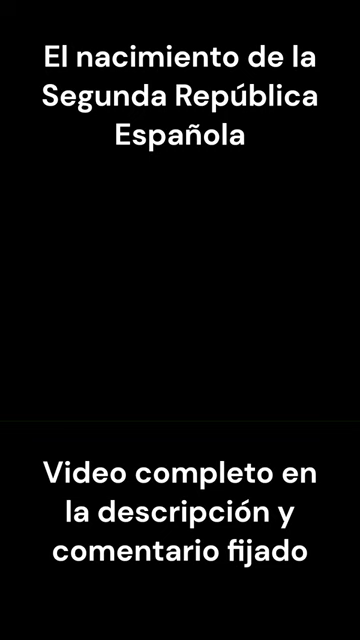 El nacimiento de la
Segunda República
Española
Video completo en
la descripción y
comentario fijado